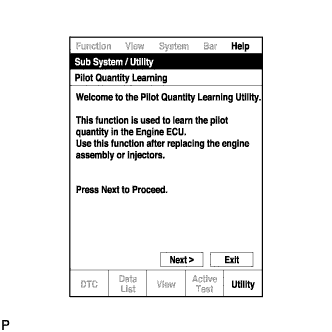 Function View System Bar Help
Sub System / Utility
Pilot Quantity Learning
Welcome to the Pilot Quantity Learning Utility.
This function is used to learn the pilot
quantity in the Engine ECU.
Use this function after replacing the engine
assembly or injectors.
Press Next to Proceed.
Next > Exit
DTC Data List View Active Test Utility
P